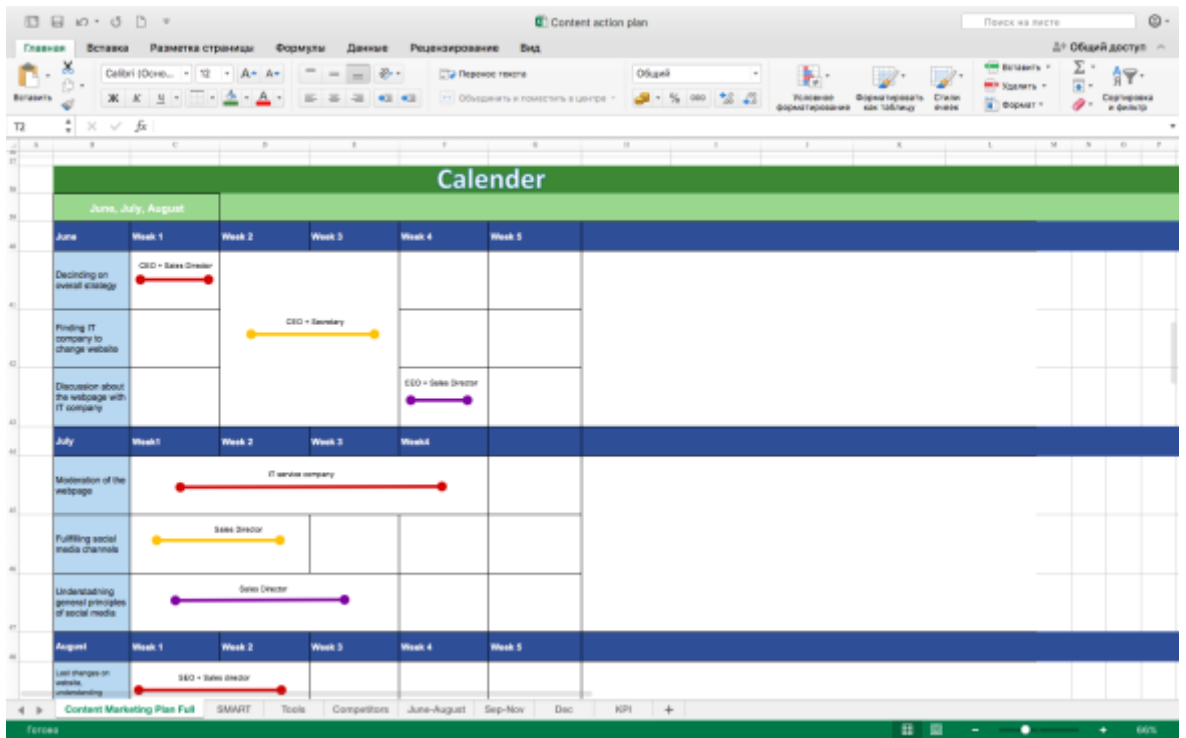 Content action plan
Поиск на листе
Главная Вставка Разметка страницы Формулы Данные Рецензирование Вид
Общий доступ
Вставить
Calibri (Осно... 12 A A
Ж К Ч A
Перенос текста
Объединить и поместить в центре
Общий
% 000
Условное форматирование
Форматировать как таблицу
Стили ячеек
Вставить
Удалить
Формат
Сортировка и фильтр
T2 fx
Calender
June, July, August
June Week 1 Week 2 Week 3 Week 4 Week 5
Decinding on
overall strategy
CEO + Sales Director
Finding IT
company to
change website
CEO + Secretary
Discussion about
the webpage with
IT company
CEO + Sales Director
July Week1 Week 2 Week 3 Week4
Moderation of the
webpage
IT service company
Fullfilling social
media channels
Sales Director
Understadning
general principles
of social media
Sales Director
August Week 1 Week 2 Week 3 Week 4 Week 5
Last changes on
website,
understanding
Content Marketing Plan Full SMART Tools Competitors June-August Sep-Nov Dec KPI +
Готово
66%